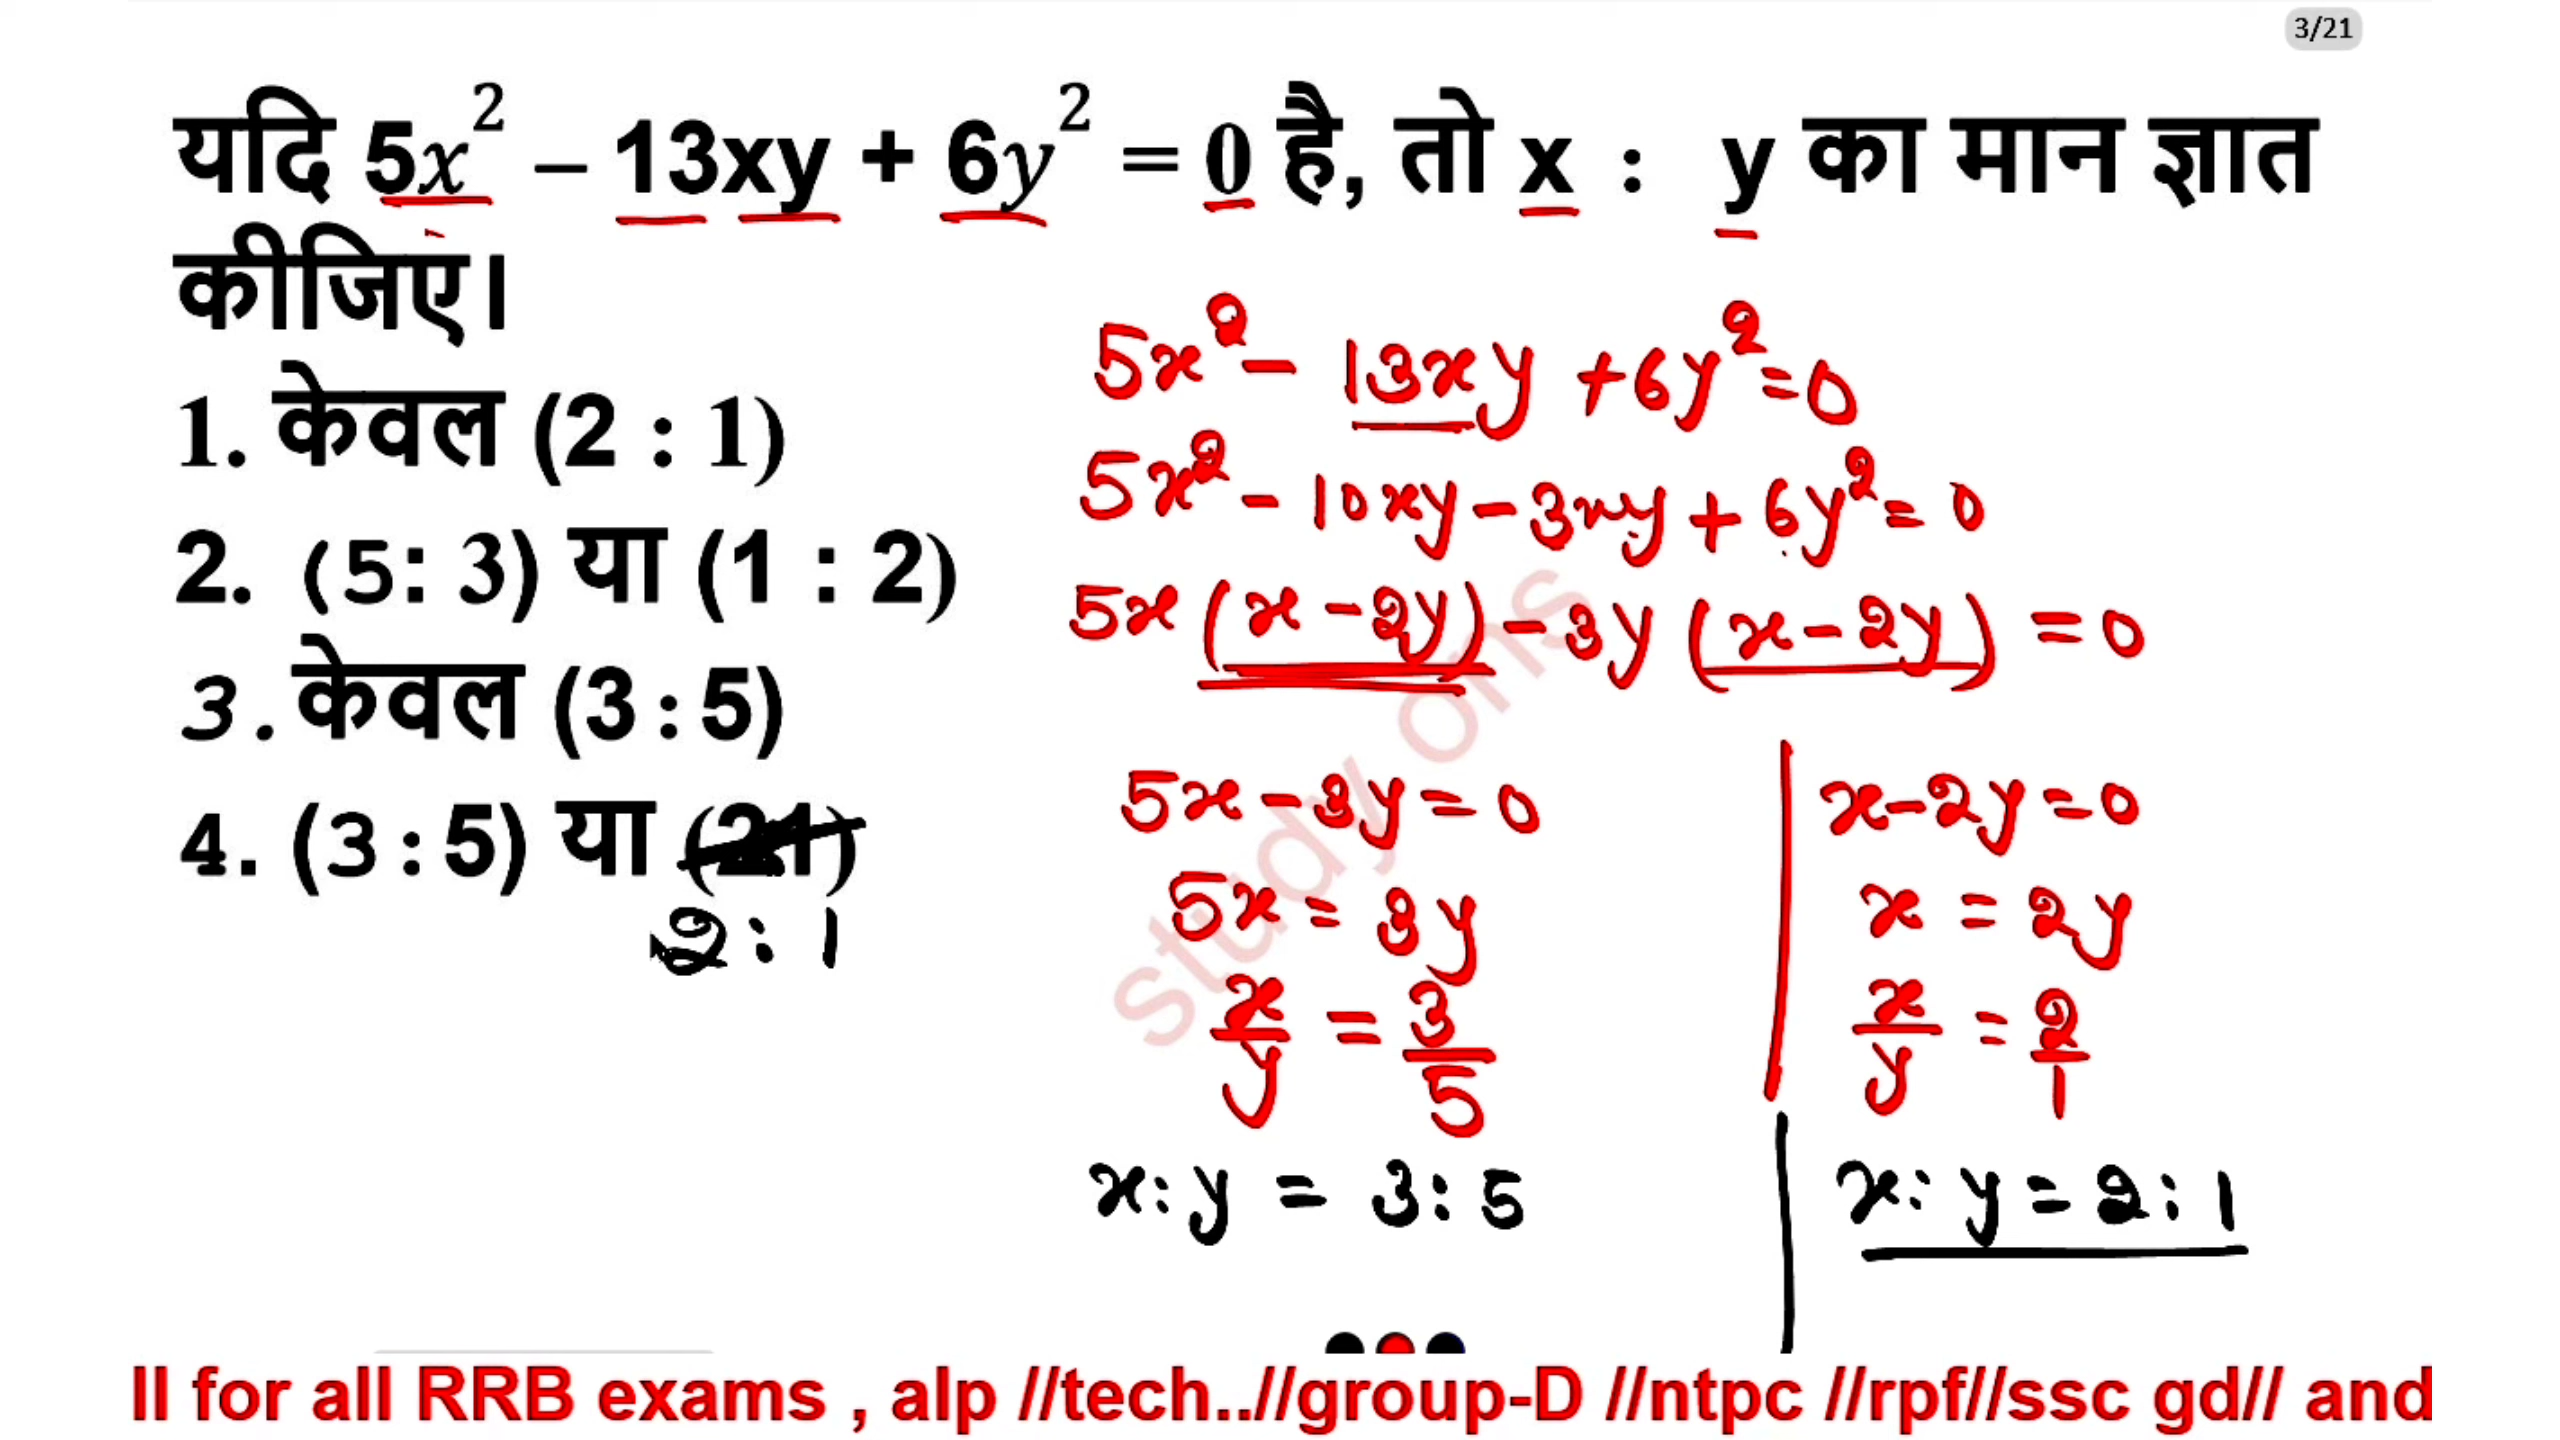 3/21
यदि 5x² – 13xy + 6y² = 0 है, तो x : y का मान ज्ञात
कीजिए।
1. केवल (2 : 1)
2. (5: 3) या (1 : 2)
3. केवल (3 : 5)
4. (3 : 5) या (21)
2 : 1
5x² - 13xy + 6y² = 0
5x² - 10xy - 3xy + 6y² = 0
5x (x - 2y) - 3y (x - 2y) = 0
5x - 3y = 0
5x = 3y
x/y = 3/5
x : y = 3 : 5
x - 2y = 0
x = 2y
x/y = 2/1
x : y = 2 : 1
study ons
ll for all RRB exams , alp //tech..//group-D //ntpc //rpf//ssc gd// and